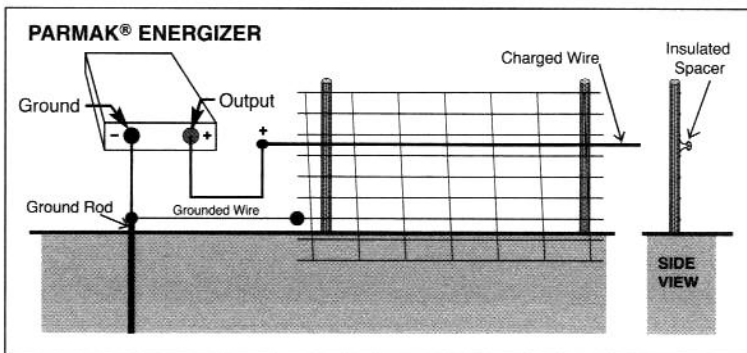 PARMAK® ENERGIZER
Ground
Output
- +
+
Charged Wire
Insulated
Spacer
Ground Rod
Grounded Wire
SIDE
VIEW